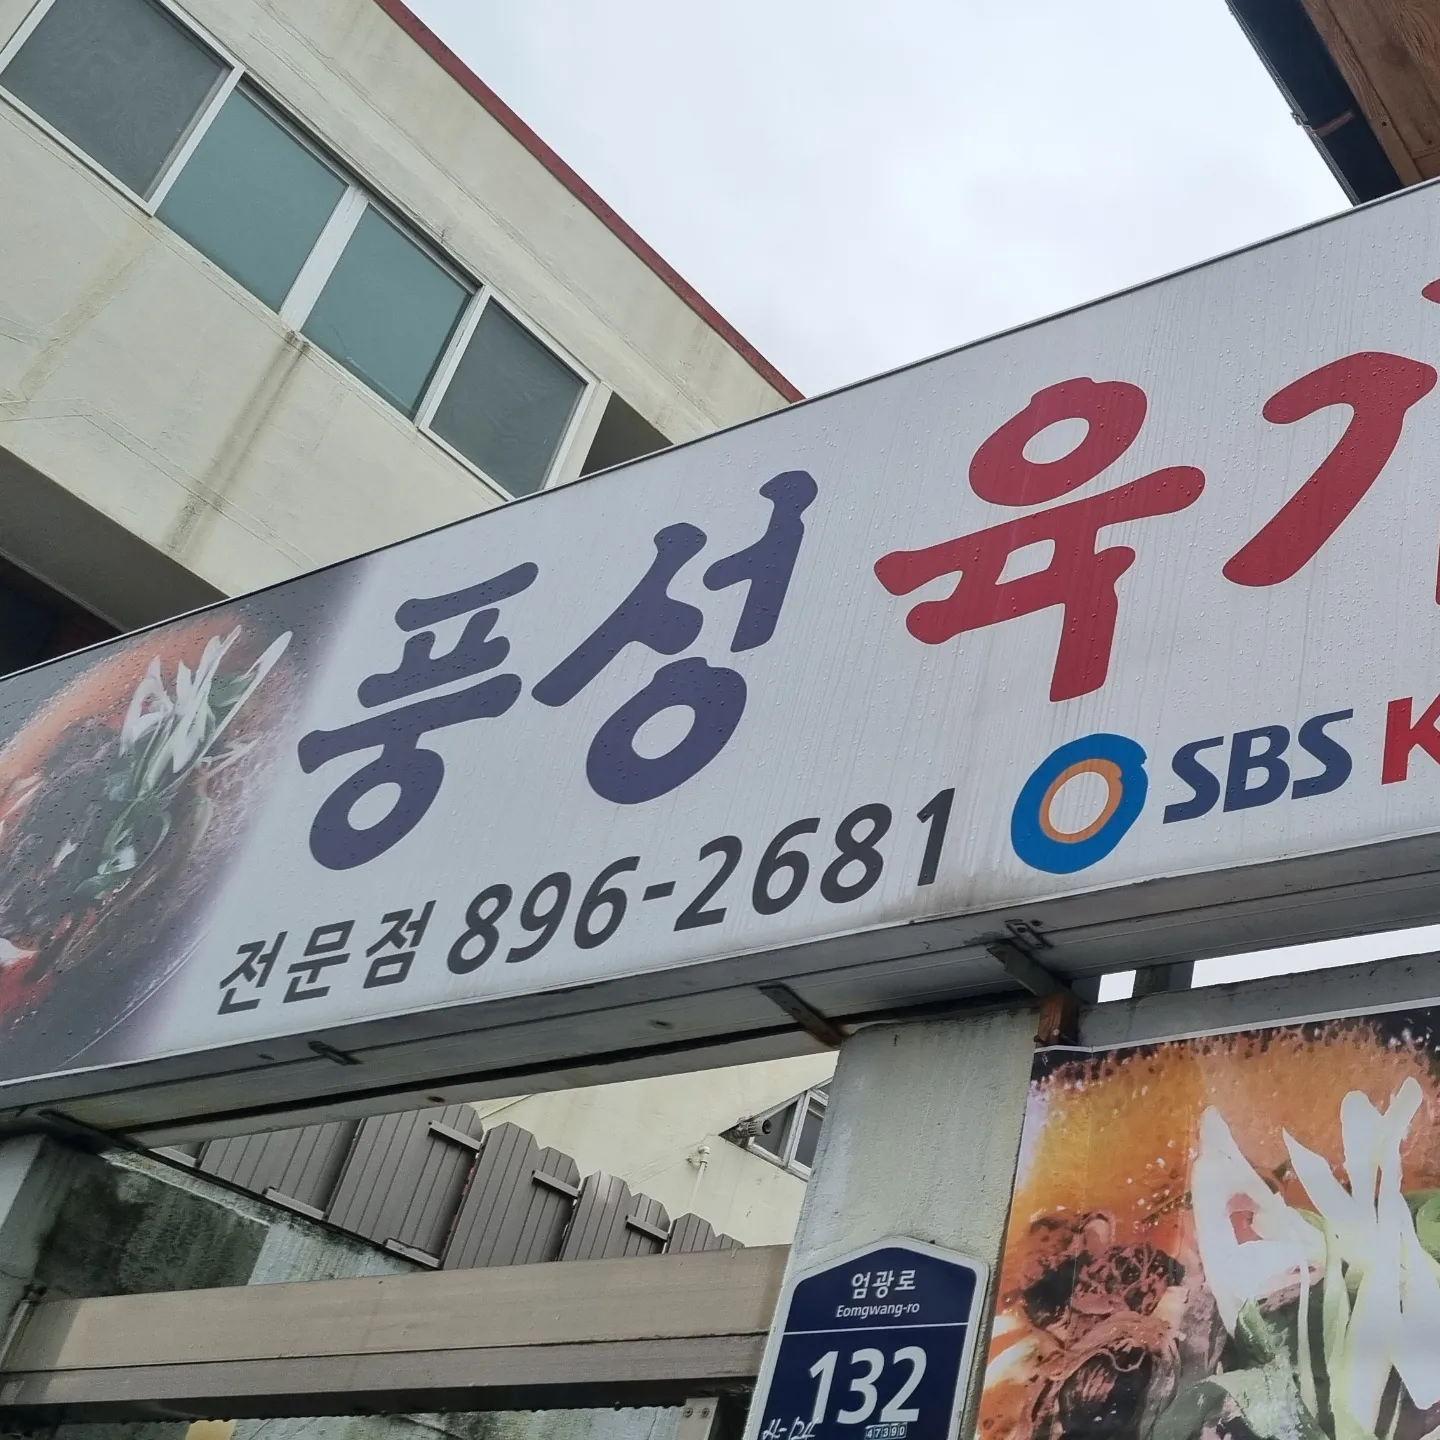 풍성 육
전문점 896-2681
SBS K
엄광로
Eomgwang-ro
132
47390